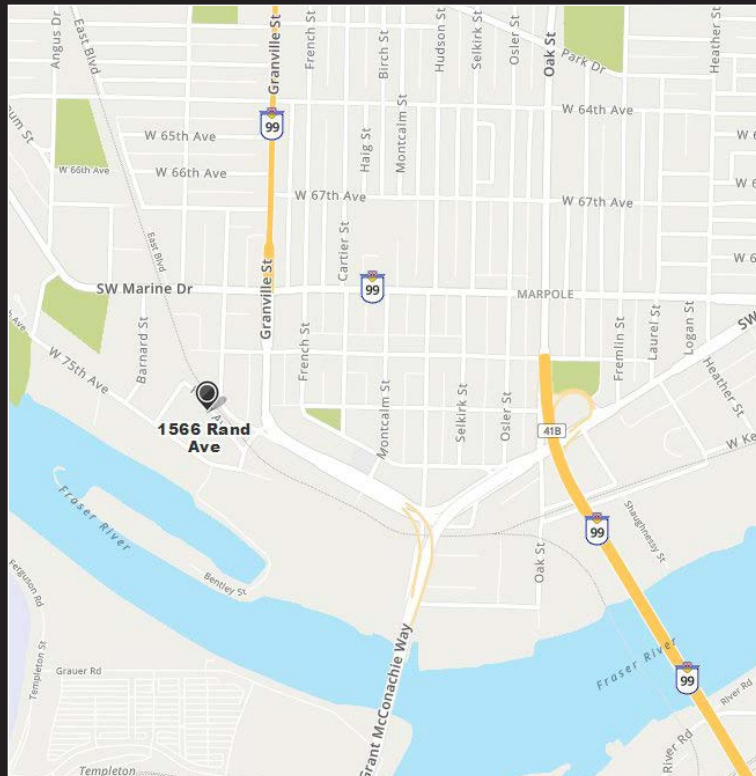 Angus Dr
East Blvd
Granville St
French St
Birch St
Hudson St
Selkirk St
Osler St
Oak St
Park Dr
Heather St
99
W 64th Ave
W 65th Ave
Haig St
Montcalm St
W 66th Ave
W 66th Ave
W 67th Ave
W 67th Ave
East Blvd
Cartier St
SW Marine Dr
99
MARPOLE
Granville St
Barnard St
French St
Fremlin St
Laurel St
Logan St
SW
W 75th Ave
Heather St
1566 Rand
Ave
Montcalm St
Selkirk St
Osler St
41B
W Ke
Fraser River
99
Shaughnessy St
Oak St
Bentley St
Ferguson Rd
Templeton St
Grauer Rd
Grant McConachie Way
Fraser River
99
River Rd
River Rd
Templeton